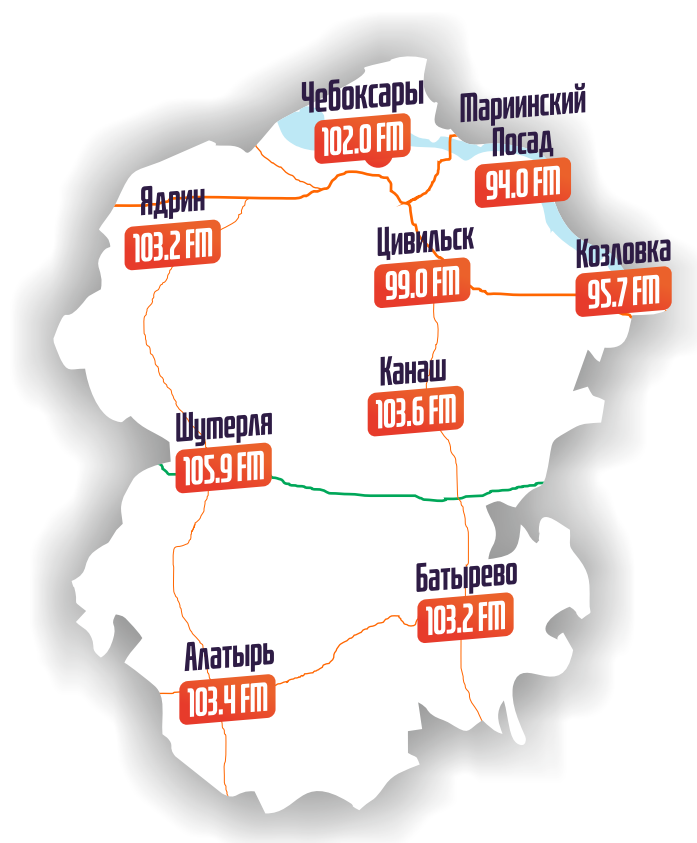 Чебоксары
102.0 FM
Мариинский
Посад
94.0 FM
Ядрин
103.2 FM
Цивильск
99.0 FM
Козловка
95.7 FM
Канаш
103.6 FM
Шутерля
105.9 FM
Батырево
103.2 FM
Алатырь
103.4 FM